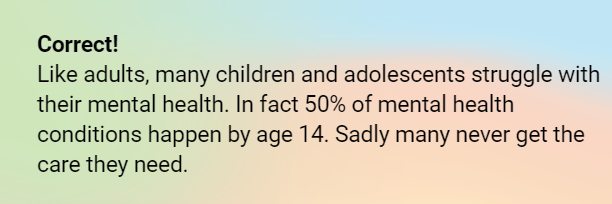 Correct!
Like adults, many children and adolescents struggle with
their mental health. In fact 50% of mental health
conditions happen by age 14. Sadly many never get the
care they need.